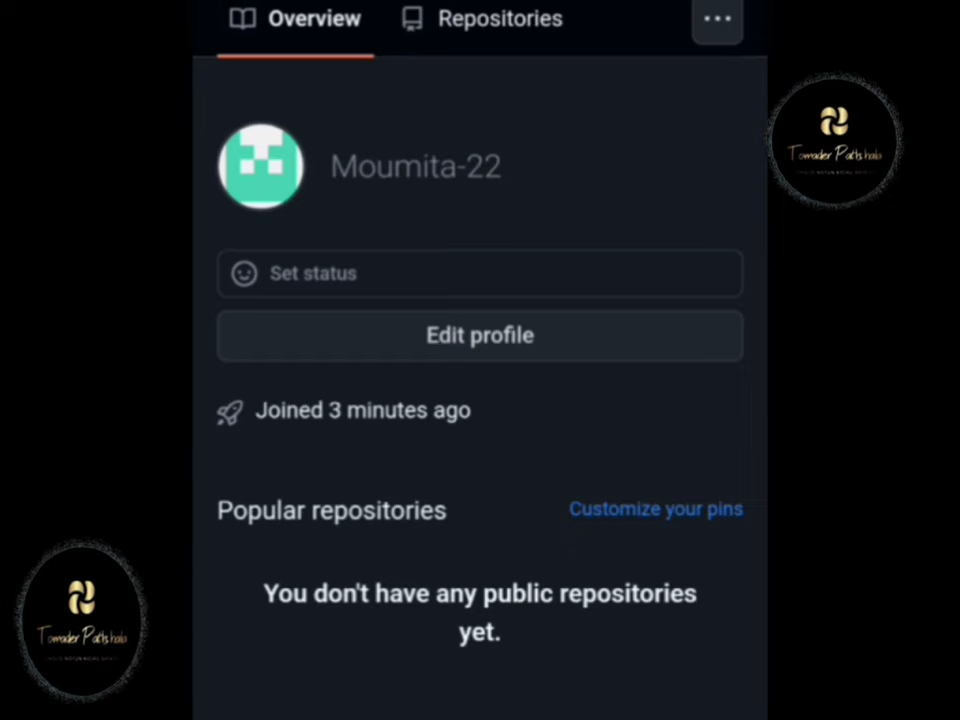 Overview
Repositories
Tomader Pathshala
Moumita-22
Set status
Edit profile
Joined 3 minutes ago
Popular repositories
Customize your pins
You don't have any public repositories
yet.
Tomader Pathshala